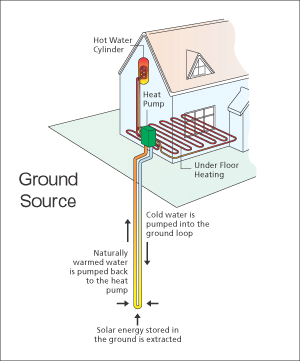 Hot Water
Cylinder
Heat
Pump
Under Floor
Heating
Ground
Source
Cold water is
pumped into the
ground loop
Naturally
warmed water
is pumped back
to the heat
pump
Solar energy stored in
the ground is extracted